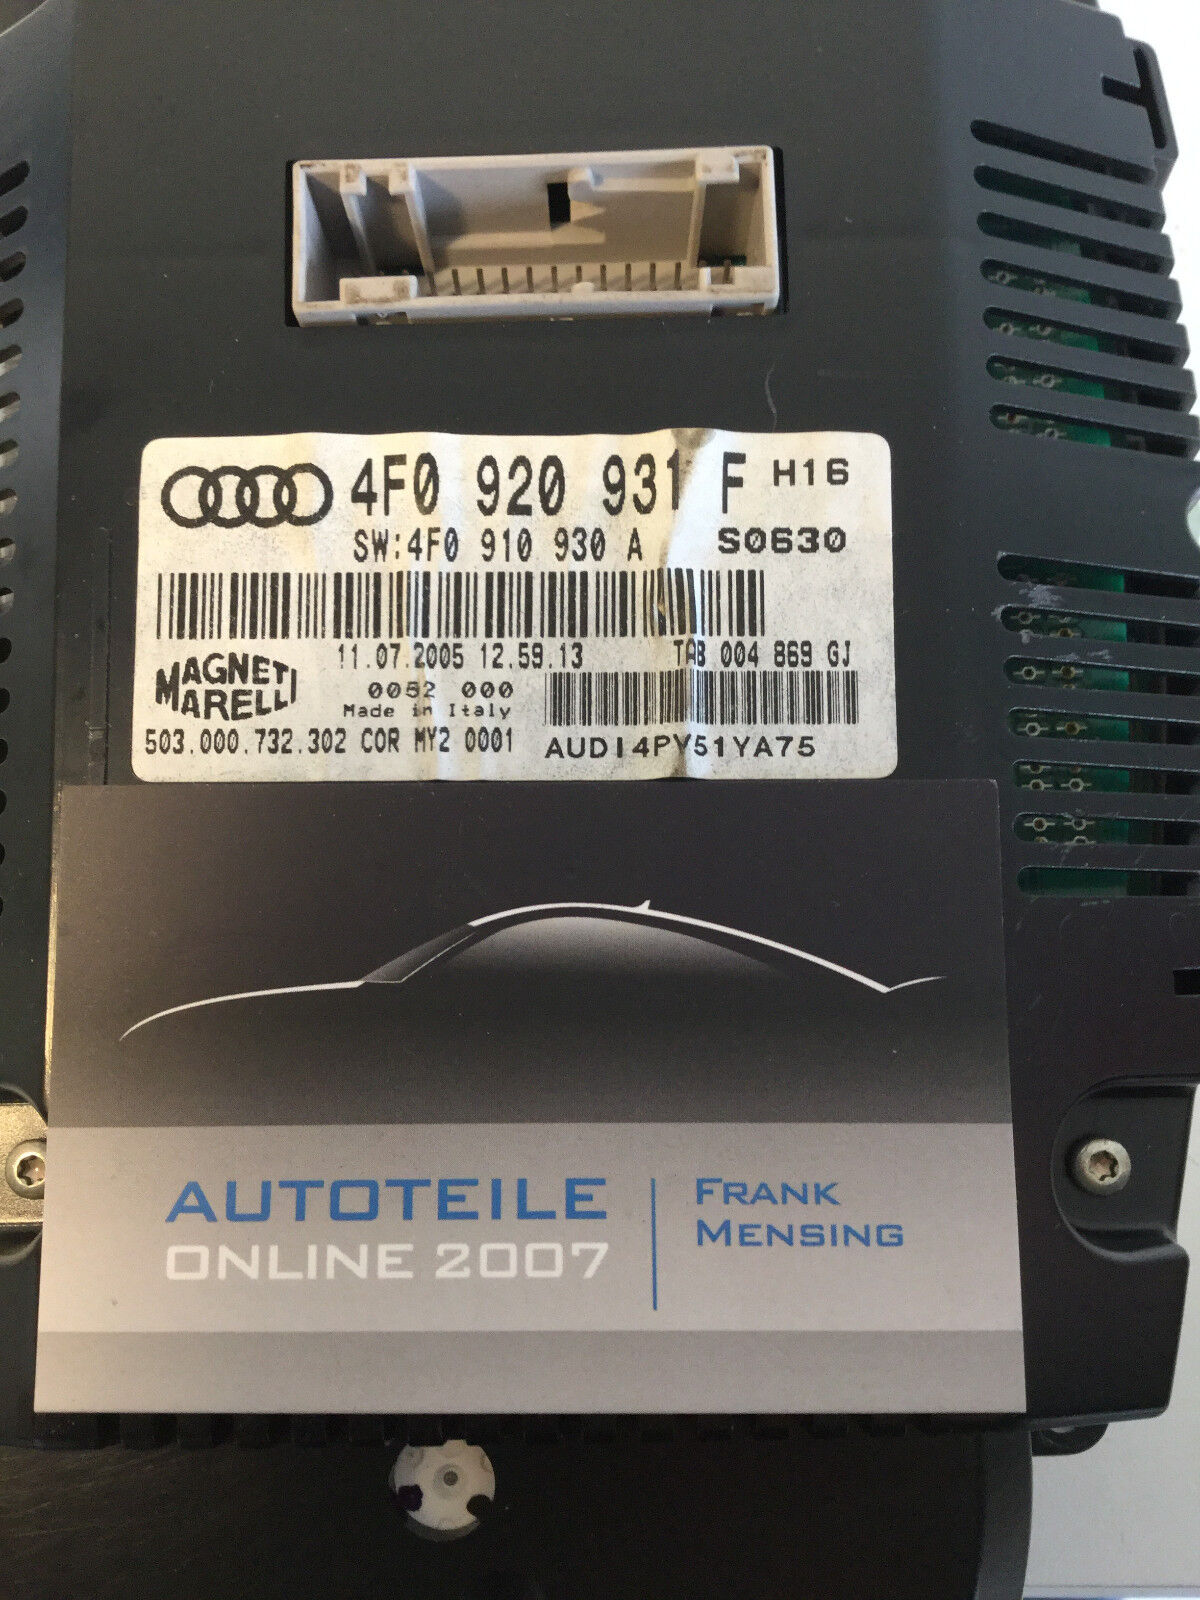 4F0 920 931 F H16
SW:4F0 910 930 A S0630
11.07.2005 12.59.13 TAB 004 869 GJ
MAGNETI
MARELLI
0052 000
Made in Italy
503.000.732.302 COR MY2 0001
AUDI4PY51YA75
AUTOTEILE
ONLINE 2007
FRANK
MENSING